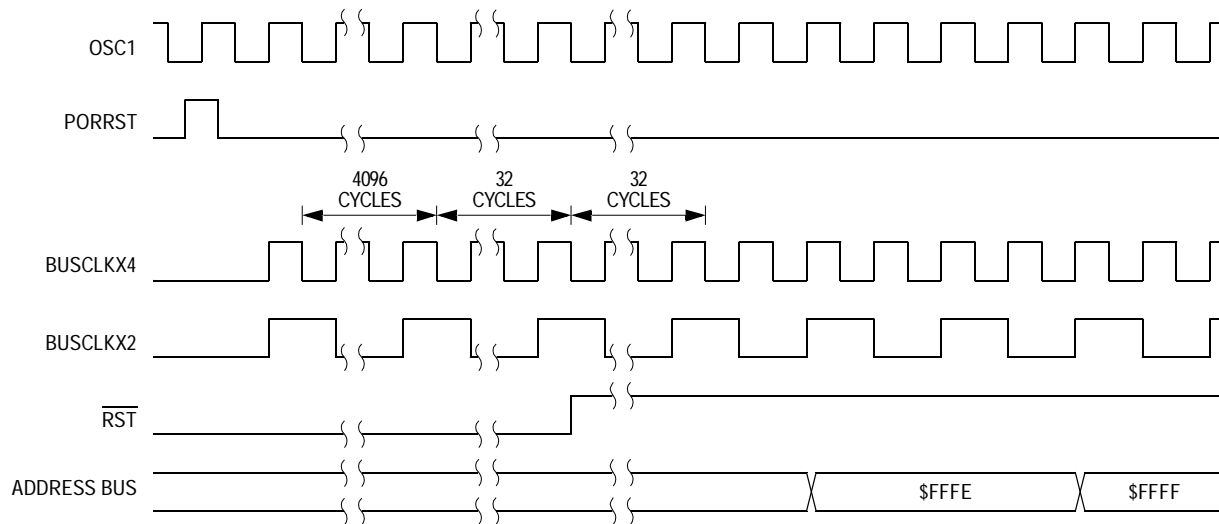 OSC1
PORRST
4096
CYCLES
32
CYCLES
32
CYCLES
BUSCLKX4
BUSCLKX2
RST
ADDRESS BUS
$FFFE
$FFFF